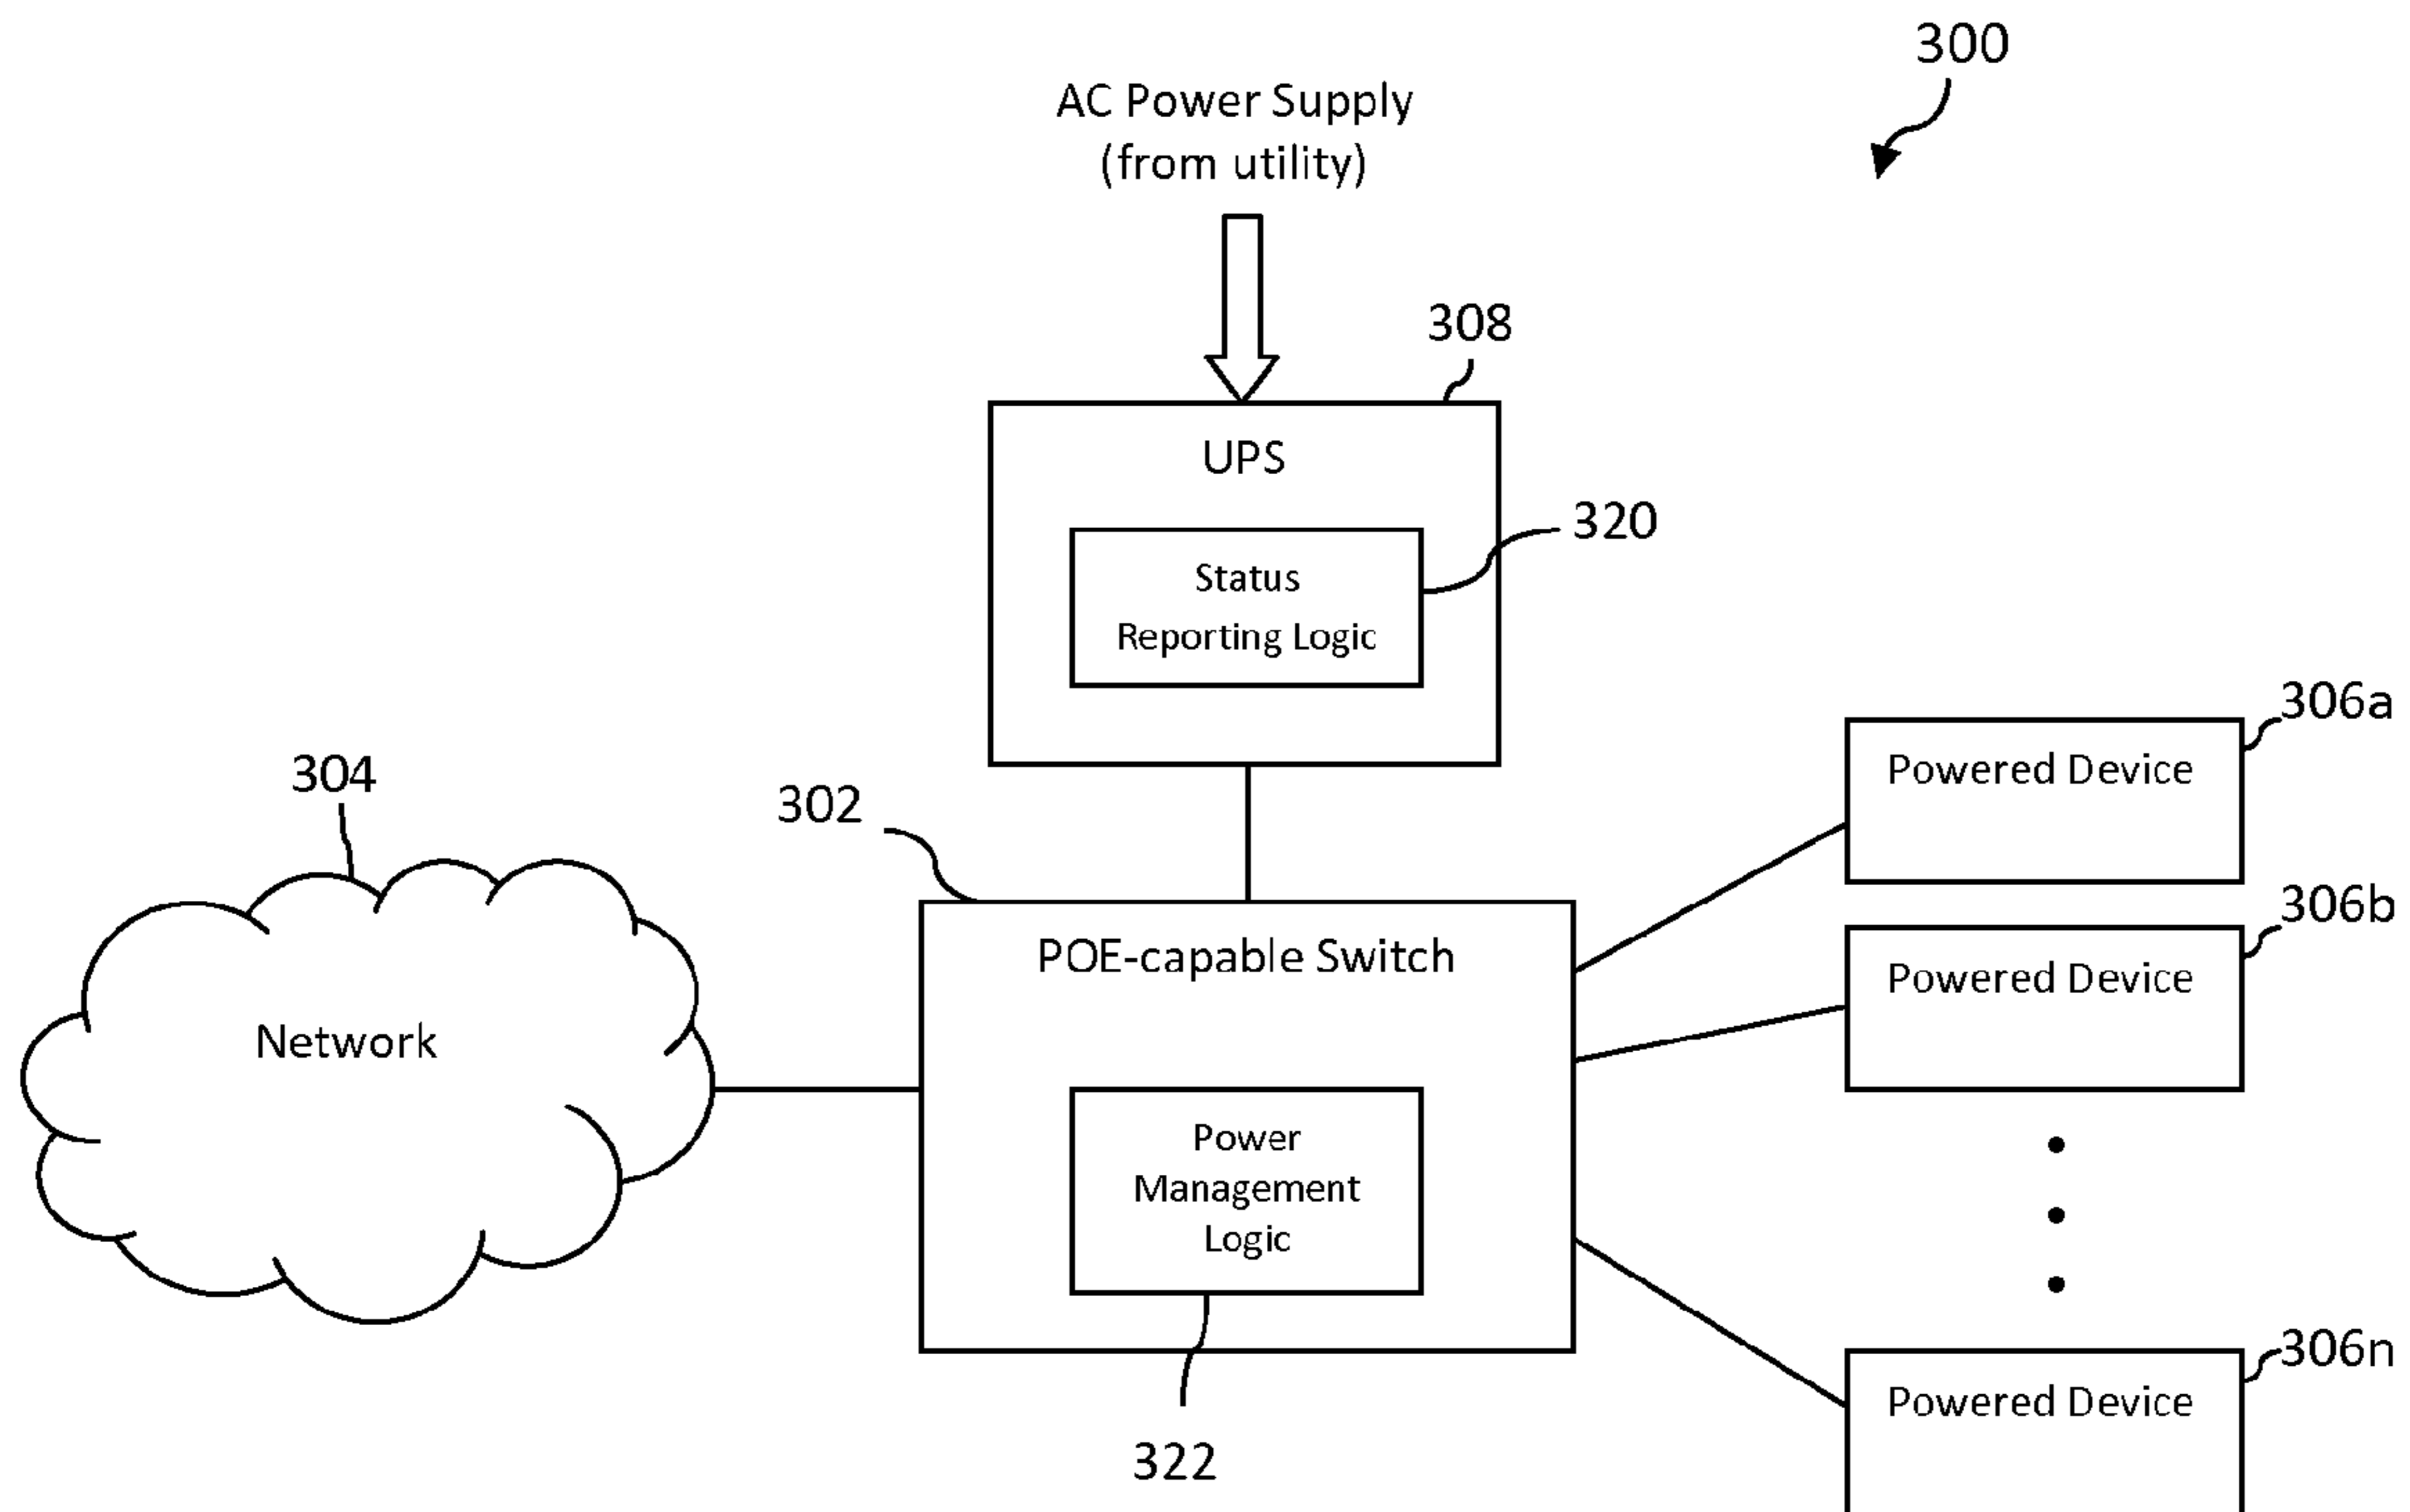 300
AC Power Supply
(from utility)
308
UPS
320
Status
Reporting Logic
306a
Powered Device
304
302
306b
POE-capable Switch
Powered Device
Network
Power
Management
Logic
306n
Powered Device
322